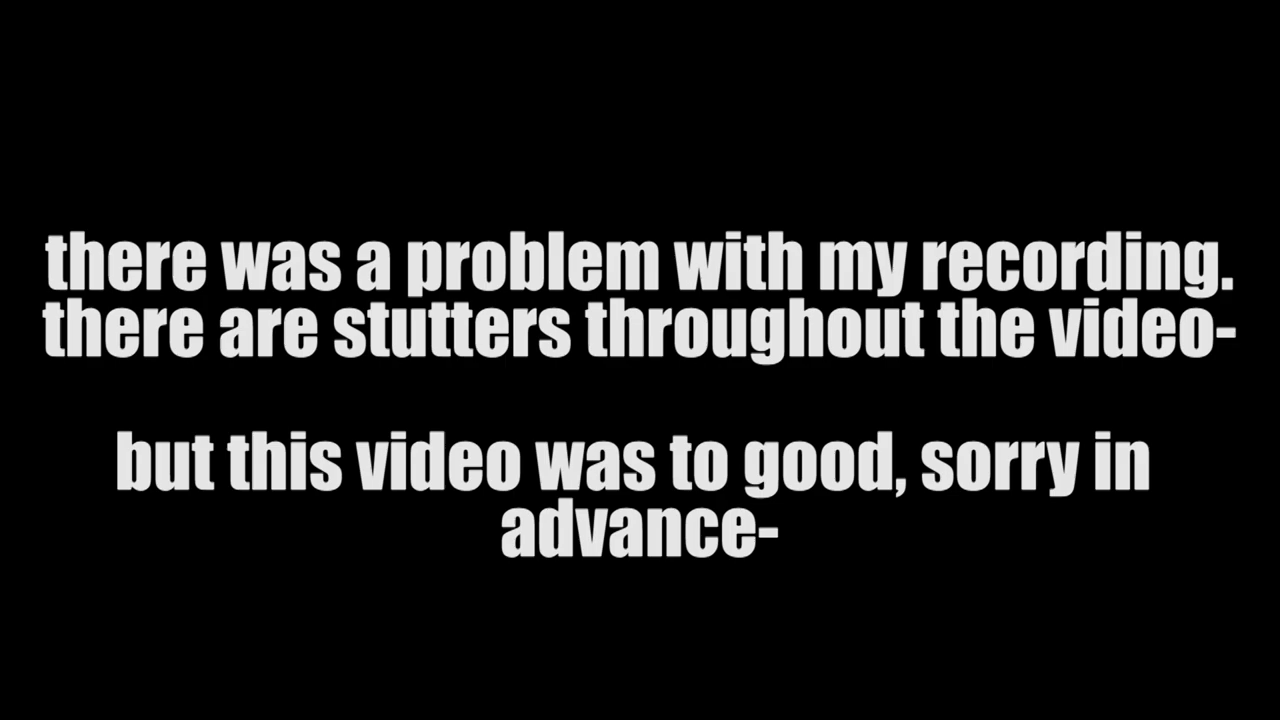 there was a problem with my recording.
there are stutters throughout the video-
but this video was to good, sorry in
advance-